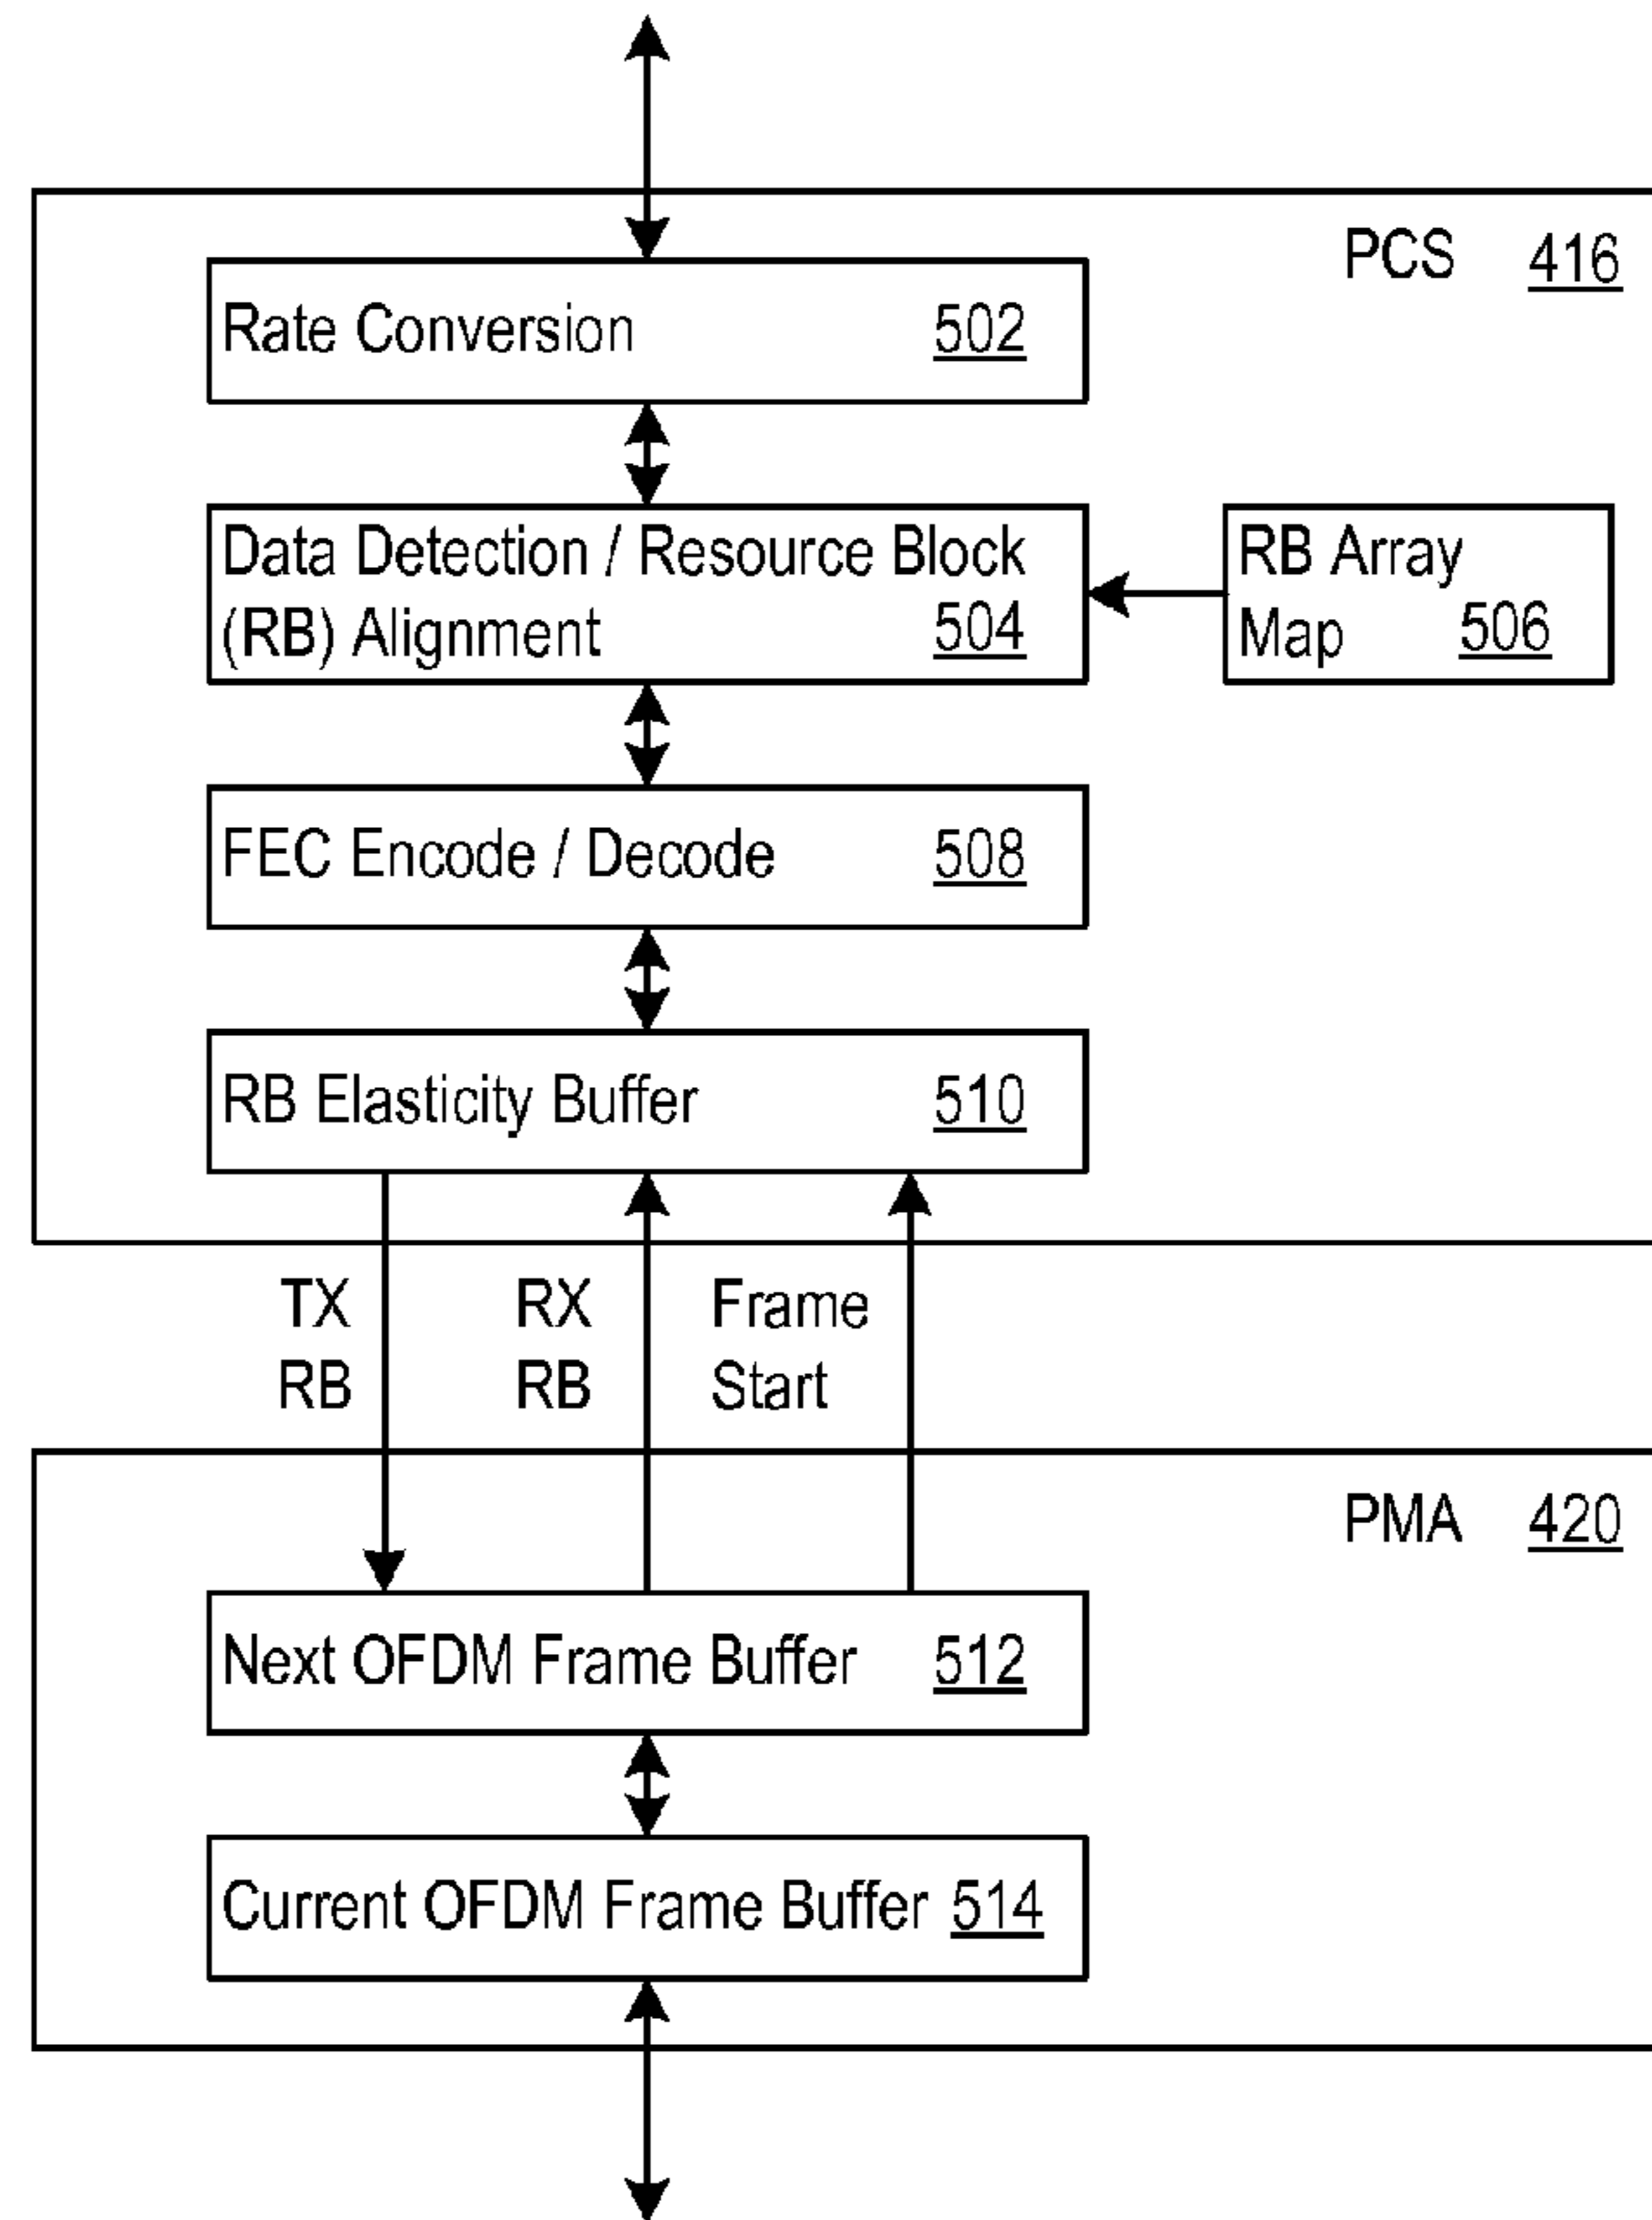 PCS 416
Rate Conversion 502
Data Detection / Resource Block
(RB) Alignment 504
RB Array
Map 506
FEC Encode / Decode 508
RB Elasticity Buffer 510
TX
RB
RX
RB
Frame
Start
PMA 420
Next OFDM Frame Buffer 512
Current OFDM Frame Buffer 514